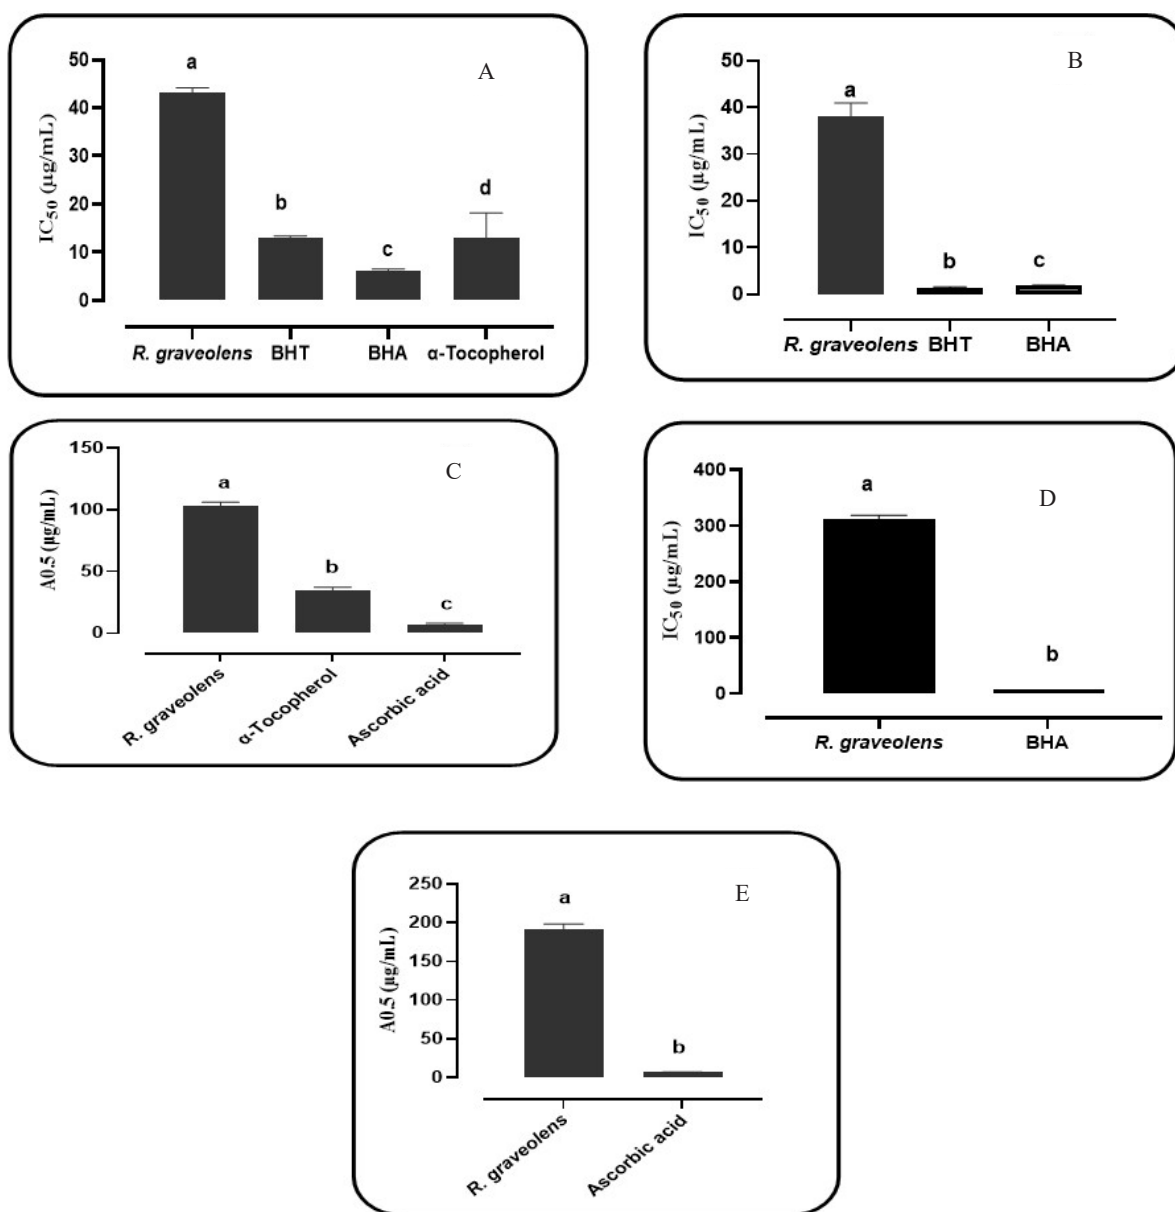 A
IC50 (µg/mL)
50
40
30
20
10
0
a
b
c
d
R. graveolens BHT BHA α-Tocopherol
B
IC50 (µg/mL)
50
40
30
20
10
0
a
b
c
R. graveolens BHT BHA
C
A0.5 (µg/mL)
150
100
50
0
a
b
c
R. graveolens
α-Tocopherol
Ascorbic acid
D
IC50 (µg/mL)
400
300
200
100
0
a
b
R. graveolens BHA
E
A0.5 (µg/mL)
250
200
150
100
50
0
a
b
R. graveolens
Ascorbic acid